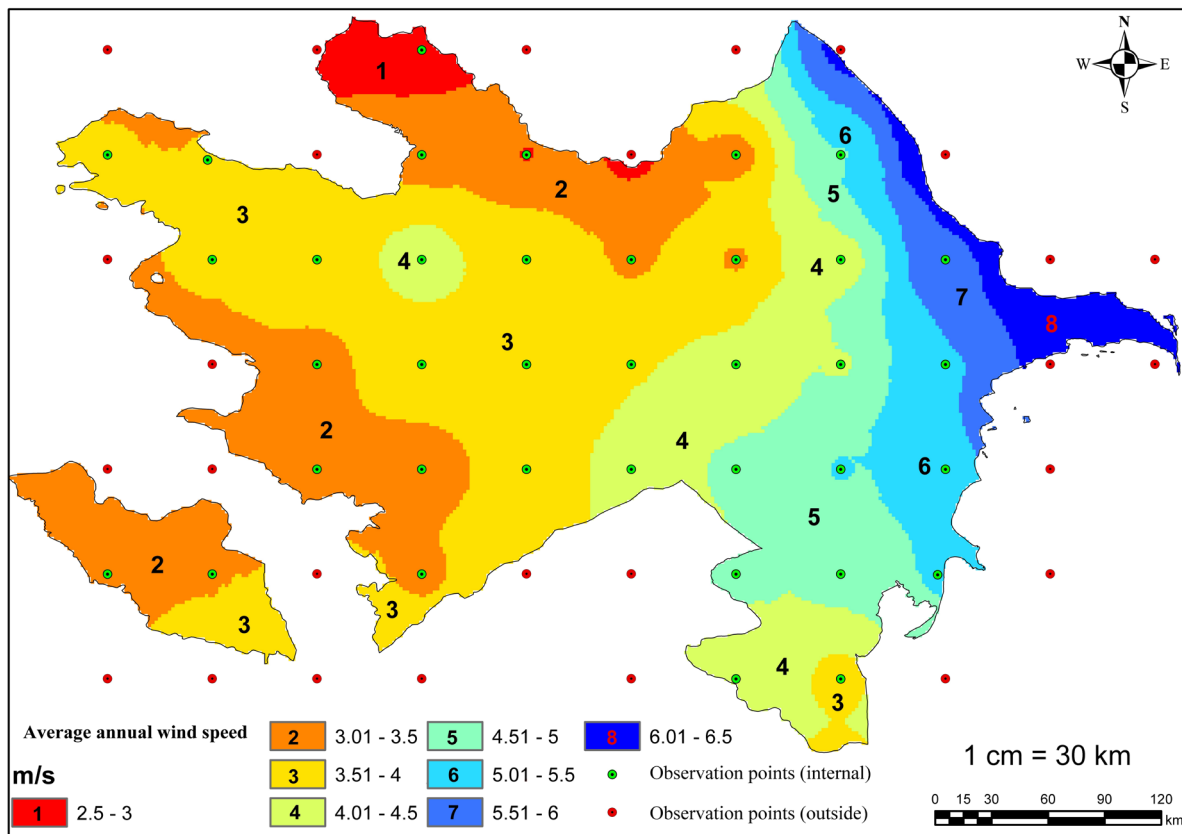 N
W E
S
1
6
2
5
3
4
4
7
8
3
2
4
6
5
2
3
3
4
3
Average annual wind speed
m/s
1 2.5 - 3
2 3.01 - 3.5
3 3.51 - 4
4 4.01 - 4.5
5 4.51 - 5
6 5.01 - 5.5
7 5.51 - 6
8 6.01 - 6.5
Observation points (internal)
Observation points (outside)
1 cm = 30 km
0 15 30 60 90 120
km